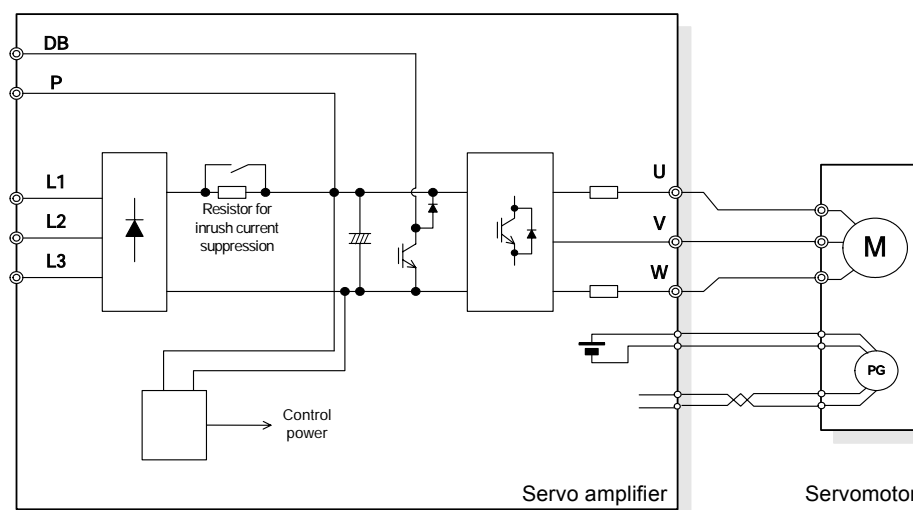 DB
P
L1
L2
L3
Resistor for
inrush current
suppression
U
V
W
M
PG
Control
power
Servo amplifier
Servomotor